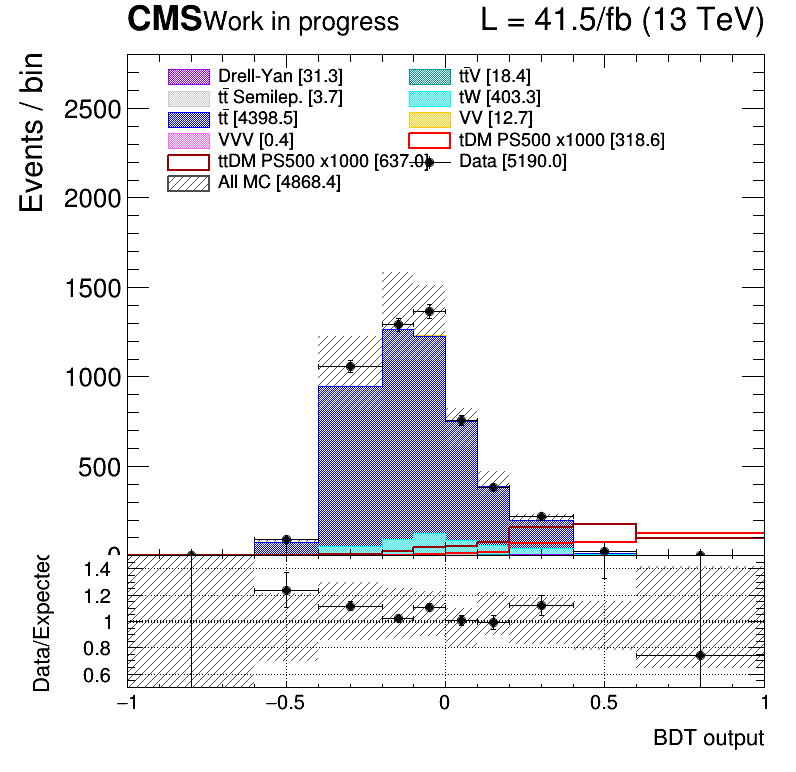 CMS Work in progress L = 41.5/fb (13 TeV)
Events / bin
Drell-Yan [31.3] tt̄V [18.4]
tt̄ Semilep. [3.7] tW [403.3]
tt̄ [4398.5] VV [12.7]
VVV [0.4] tDM PS500 x1000 [318.6]
ttDM PS500 x1000 [637.0] Data [5190.0]
All MC [4868.4]
2500
2000
1500
1000
500
0
Data/Expected
1.4
1.2
1
0.8
0.6
−1 −0.5 0 0.5 1
BDT output